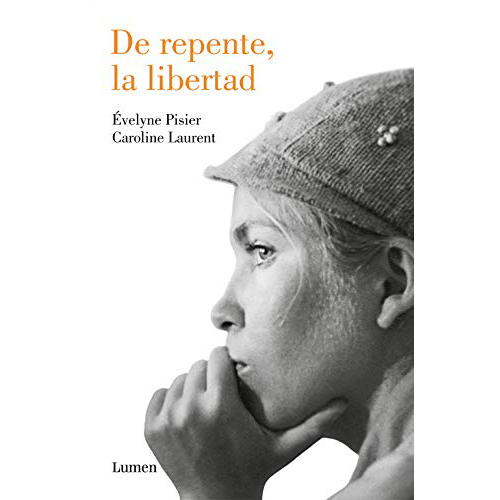 De repente,
la libertad
Évelyne Pisier
Caroline Laurent
Lumen